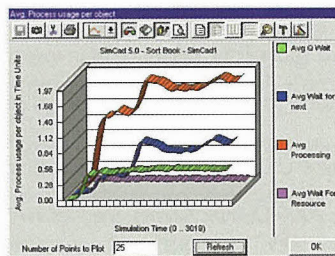 Avg. Process usage per object
SimCad 5.0 - Sort Book - SimCad1
Avg. Process usage per object in Time Units
1.97
1.68
1.40
1.12
0.84
0.56
0.28
0.00
Simulation Time (0 .. 3019)
Avg Q Wait
Avg Wait for next
Avg Processing
Avg Wait For Resource
Number of Points to Plot
25
Refresh
OK